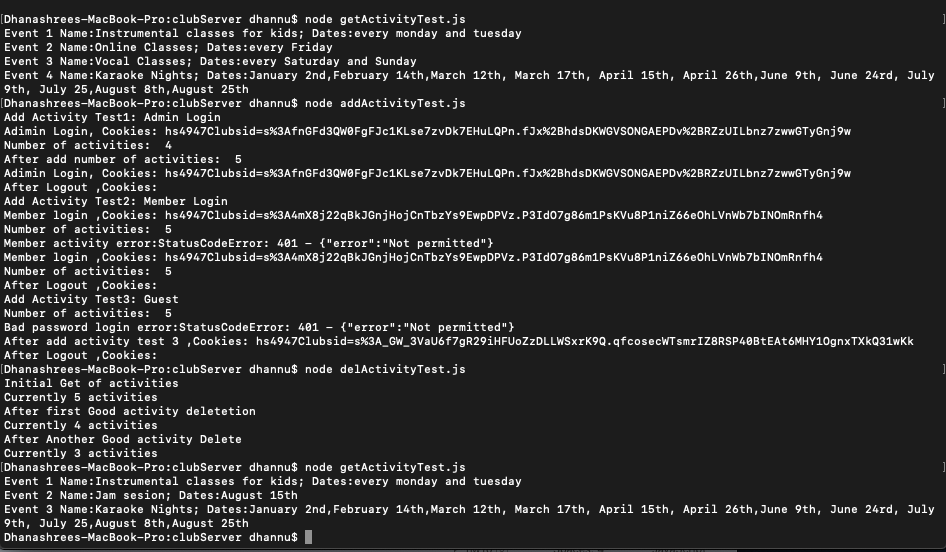 [Dhanashrees-MacBook-Pro:clubServer dhannu$ node getActivityTest.js ]
Event 1 Name:Instrumental classes for kids; Dates:every monday and tuesday
Event 2 Name:Online Classes; Dates:every Friday
Event 3 Name:Vocal Classes; Dates:every Saturday and Sunday
Event 4 Name:Karaoke Nights; Dates:January 2nd,February 14th,March 12th, March 17th, April 15th, April 26th,June 9th, June 24rd, July
9th, July 25,August 8th,August 25th
[Dhanashrees-MacBook-Pro:clubServer dhannu$ node addActivityTest.js ]
Add Activity Test1: Admin Login
Adimin Login, Cookies: hs4947Clubsid=s%3AfnGFd3QW0FgFJc1KLse7zvDk7EHuLQPn.fJx%2BhdsDKWGVSONGAEPDv%2BRZzUILbnz7zwwGTyGnj9w
Number of activities:  4
After add number of activities:  5
Adimin Login, Cookies: hs4947Clubsid=s%3AfnGFd3QW0FgFJc1KLse7zvDk7EHuLQPn.fJx%2BhdsDKWGVSONGAEPDv%2BRZzUILbnz7zwwGTyGnj9w
After Logout ,Cookies:
Add Activity Test2: Member Login
Member login ,Cookies: hs4947Clubsid=s%3A4mX8j22qBkJGnjHojCnTbzYs9EwpDPVz.P3IdO7g86m1PsKVu8P1niZ66eOhLVnWb7bINOmRnfh4
Number of activities:  5
Member activity error:StatusCodeError: 401 - {"error":"Not permitted"}
Member login ,Cookies: hs4947Clubsid=s%3A4mX8j22qBkJGnjHojCnTbzYs9EwpDPVz.P3IdO7g86m1PsKVu8P1niZ66eOhLVnWb7bINOmRnfh4
Number of activities:  5
After Logout ,Cookies:
Add Activity Test3: Guest
Number of activities:  5
Bad password login error:StatusCodeError: 401 - {"error":"Not permitted"}
After add activity test 3 ,Cookies: hs4947Clubsid=s%3A_GW_3VaU6f7gR29iHFUoZzDLLWSxrK9Q.qfcosecWTsmrIZ8RSP40BtEAt6MHY1OgnxTXkQ31wKk
After Logout ,Cookies:
[Dhanashrees-MacBook-Pro:clubServer dhannu$ node delActivityTest.js ]
Initial Get of activities
Currently 5 activities
After first Good activity deletetion
Currently 4 activities
After Another Good activity Delete
Currently 3 activities
[Dhanashrees-MacBook-Pro:clubServer dhannu$ node getActivityTest.js ]
Event 1 Name:Instrumental classes for kids; Dates:every monday and tuesday
Event 2 Name:Jam sesion; Dates:August 15th
Event 3 Name:Karaoke Nights; Dates:January 2nd,February 14th,March 12th, March 17th, April 15th, April 26th,June 9th, June 24rd, July
9th, July 25,August 8th,August 25th
Dhanashrees-MacBook-Pro:clubServer dhannu$